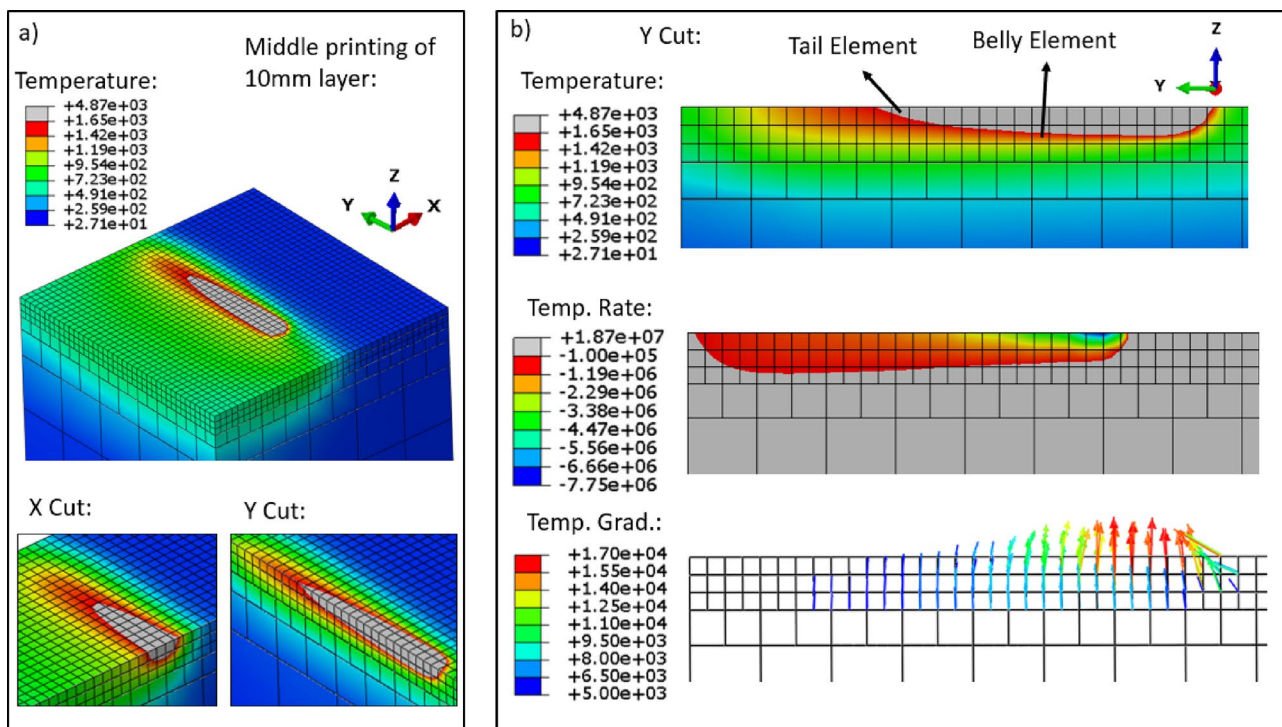 a)
Middle printing of
10mm layer:
Temperature:
+4.87e+03
+1.65e+03
+1.42e+03
+1.19e+03
+9.54e+02
+7.23e+02
+4.91e+02
+2.59e+02
+2.71e+01
Z
Y
X
X Cut:
Y Cut:
b)
Y Cut:
Tail Element
Belly Element
Z
Y
Temperature:
+4.87e+03
+1.65e+03
+1.42e+03
+1.19e+03
+9.54e+02
+7.23e+02
+4.91e+02
+2.59e+02
+2.71e+01
Temp. Rate:
+1.87e+07
-1.00e+05
-1.19e+06
-2.29e+06
-3.38e+06
-4.47e+06
-5.56e+06
-6.66e+06
-7.75e+06
Temp. Grad.:
+1.70e+04
+1.55e+04
+1.40e+04
+1.25e+04
+1.10e+04
+9.50e+03
+8.00e+03
+6.50e+03
+5.00e+03